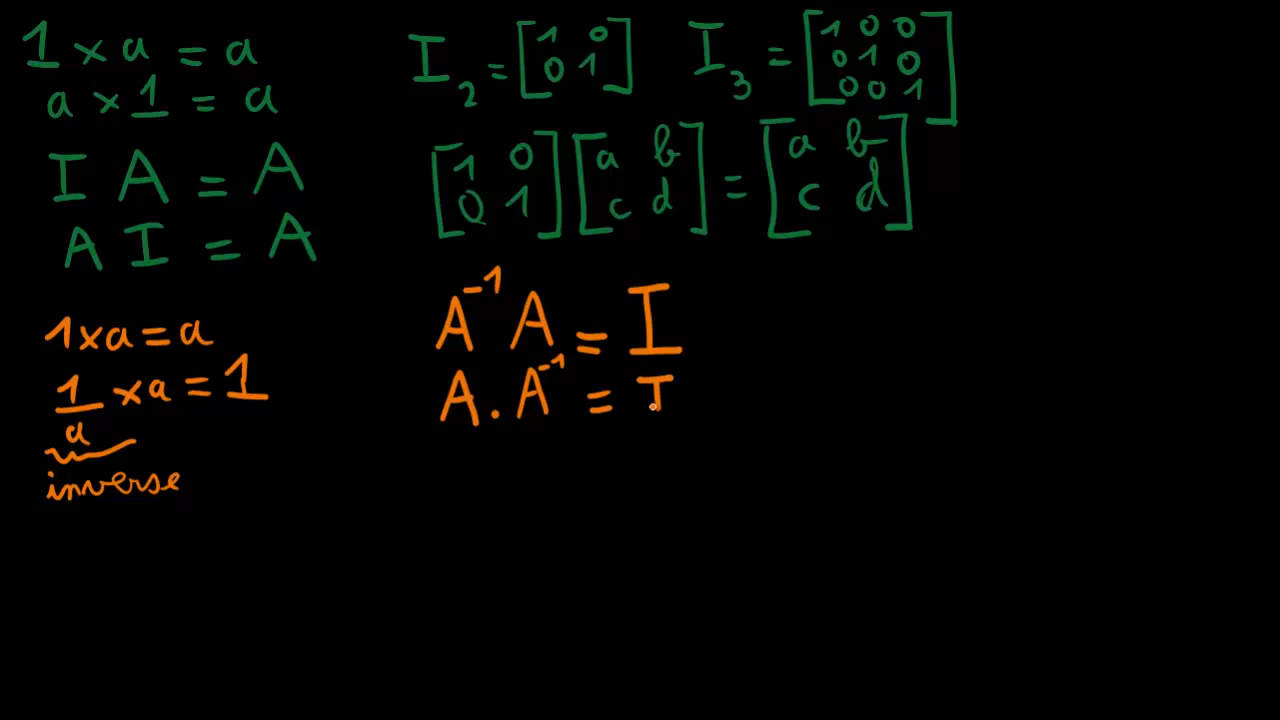 1 × a = a
a × 1 = a
I A = A
A I = A
I₂ = [1 0
0 1]
I₃ = [1 0 0
0 1 0
0 0 1]
[1 0 [a b = [a b
0 1] c d] c d]
1 × a = a
1/a × a = 1
inverse
A⁻¹ A = I
A . A⁻¹ = I